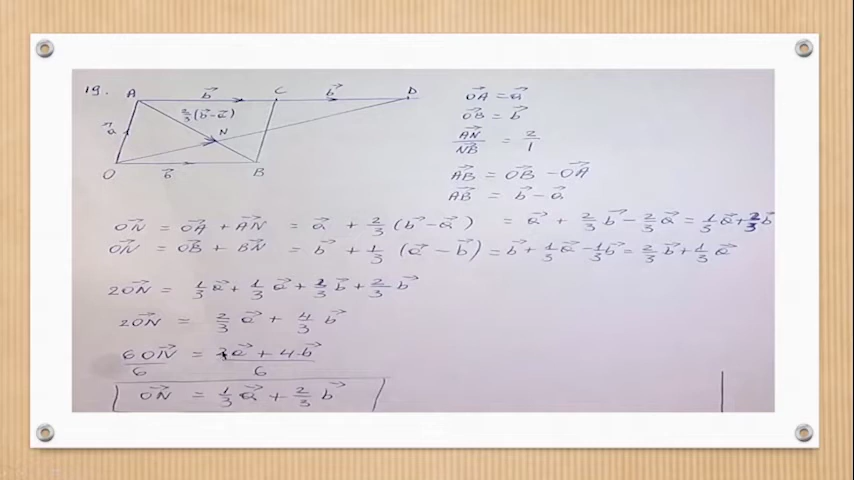 19.
A b⃗ C b⃗ D
2/3(b⃗-a⃗)
a⃗ N
O b⃗ B
OA⃗ = a⃗
OB⃗ = b⃗
AN⃗/NB⃗ = 2/1
AB⃗ = OB⃗ - OA⃗
AB⃗ = b⃗ - a⃗
ON⃗ = OA⃗ + AN⃗ = a⃗ + 2/3 (b⃗-a⃗) = a⃗ + 2/3 b⃗ - 2/3 a⃗ = 1/3 a⃗ + 2/3 b⃗
ON⃗ = OB⃗ + BN⃗ = b⃗ + 1/3 (a⃗ - b⃗) = b⃗ + 1/3 a⃗ - 1/3 b⃗ = 2/3 b⃗ + 1/3 a⃗
2ON⃗ = 1/3 a⃗ + 1/3 a⃗ + 2/3 b⃗ + 2/3 b⃗
2ON⃗ = 2/3 a⃗ + 4/3 b⃗
6ON⃗/6 = 2a⃗ + 4b⃗/6
ON⃗ = 1/3 a⃗ + 2/3 b⃗